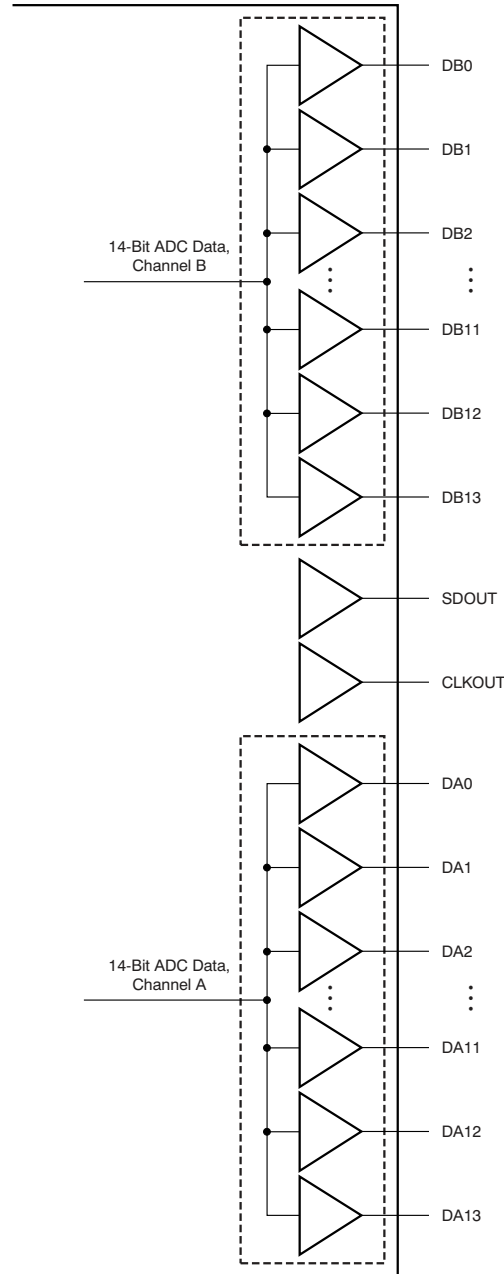 DB0
DB1
DB2
14-Bit ADC Data,
Channel B
DB11
DB12
DB13
SDOUT
CLKOUT
DA0
DA1
DA2
14-Bit ADC Data,
Channel A
DA11
DA12
DA13